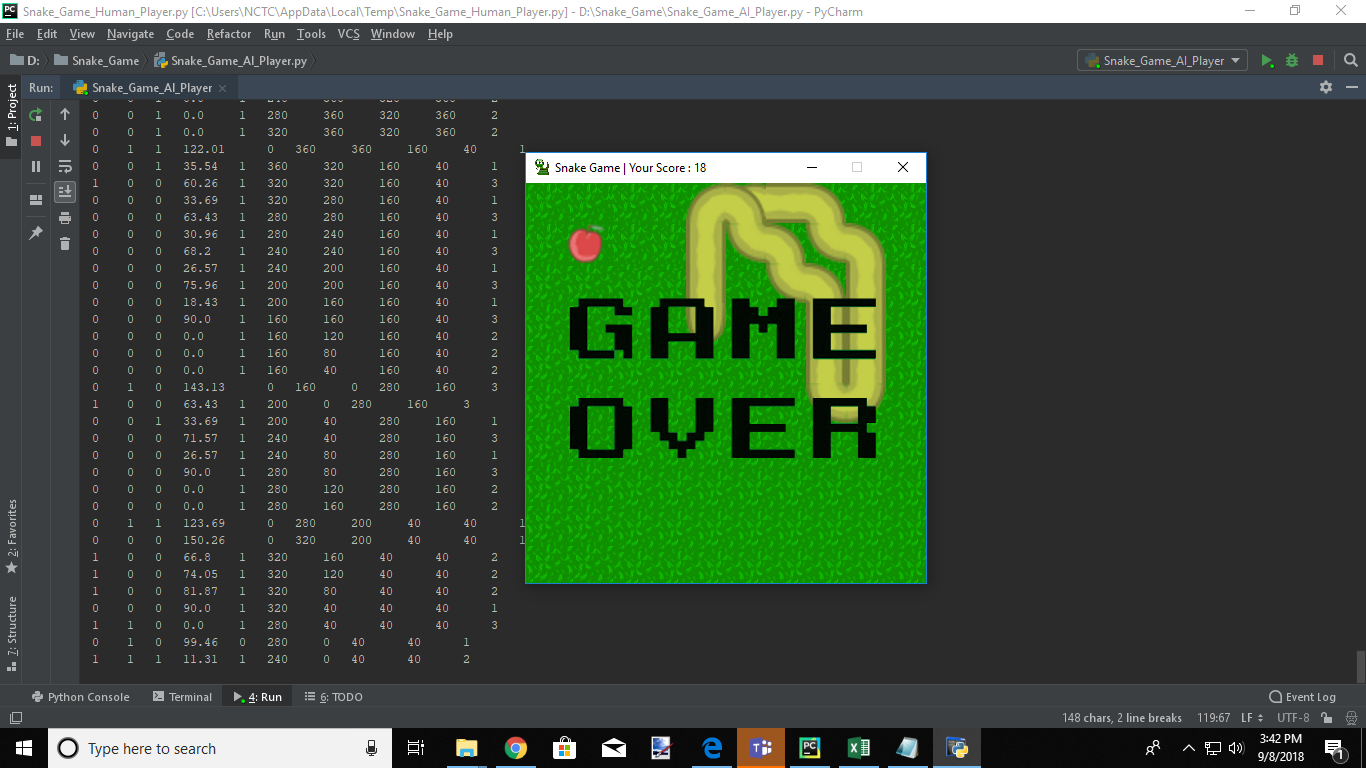 Snake_Game_Human_Player.py [C:\Users\NCTC\AppData\Local\Temp\Snake_Game_Human_Player.py] - D:\Snake_Game\Snake_Game_AI_Player.py - PyCharm
File Edit View Navigate Code Refactor Run Tools VCS Window Help
D: Snake_Game Snake_Game_AI_Player.py
Snake_Game_AI_Player
1: Project
Run: Snake_Game_AI_Player
0 0 1 0.0 1 280 360 320 360 2
0 0 1 0.0 1 320 360 320 360 2
0 1 1 122.01 0 360 360 160 40 1
0 0 1 35.54 1 360 320 160 40 1
1 0 0 60.26 1 320 320 160 40 3
0 0 0 33.69 1 320 280 160 40 1
0 0 0 63.43 1 280 280 160 40 3
0 0 0 30.96 1 280 240 160 40 1
0 0 0 68.2 1 240 240 160 40 3
0 0 0 26.57 1 240 200 160 40 1
0 0 0 75.96 1 200 200 160 40 3
0 0 0 18.43 1 200 160 160 40 1
0 0 0 90.0 1 160 160 160 40 3
0 0 0 0.0 1 160 120 160 40 2
0 0 0 0.0 1 160 80 160 40 2
0 0 0 0.0 1 160 40 160 40 2
0 1 0 143.13 0 160 0 280 160 3
1 0 0 63.43 1 200 0 280 160 3
0 0 1 33.69 1 200 40 280 160 1
0 0 0 71.57 1 240 40 280 160 3
0 0 0 26.57 1 240 80 280 160 1
0 0 0 90.0 1 280 80 280 160 3
0 0 0 0.0 1 280 120 280 160 2
0 0 0 0.0 1 280 160 280 160 2
0 1 1 123.69 0 280 200 40 40 1
0 0 0 150.26 0 320 200 40 40 1
1 0 0 66.8 1 320 160 40 40 2
1 0 0 74.05 1 320 120 40 40 2
1 0 0 81.87 1 320 80 40 40 2
0 0 0 90.0 1 320 40 40 40 1
1 1 0 0.0 1 280 40 40 40 3
0 1 0 99.46 0 280 0 40 40 1
1 1 1 11.31 1 240 0 40 40 2
Snake Game | Your Score : 18
GAME
OVER
2: Favorites
7: Structure
Python Console Terminal 4: Run 6: TODO Event Log
148 chars, 2 line breaks 119:67 LF UTF-8
Type here to search
3:42 PM
9/8/2018
1